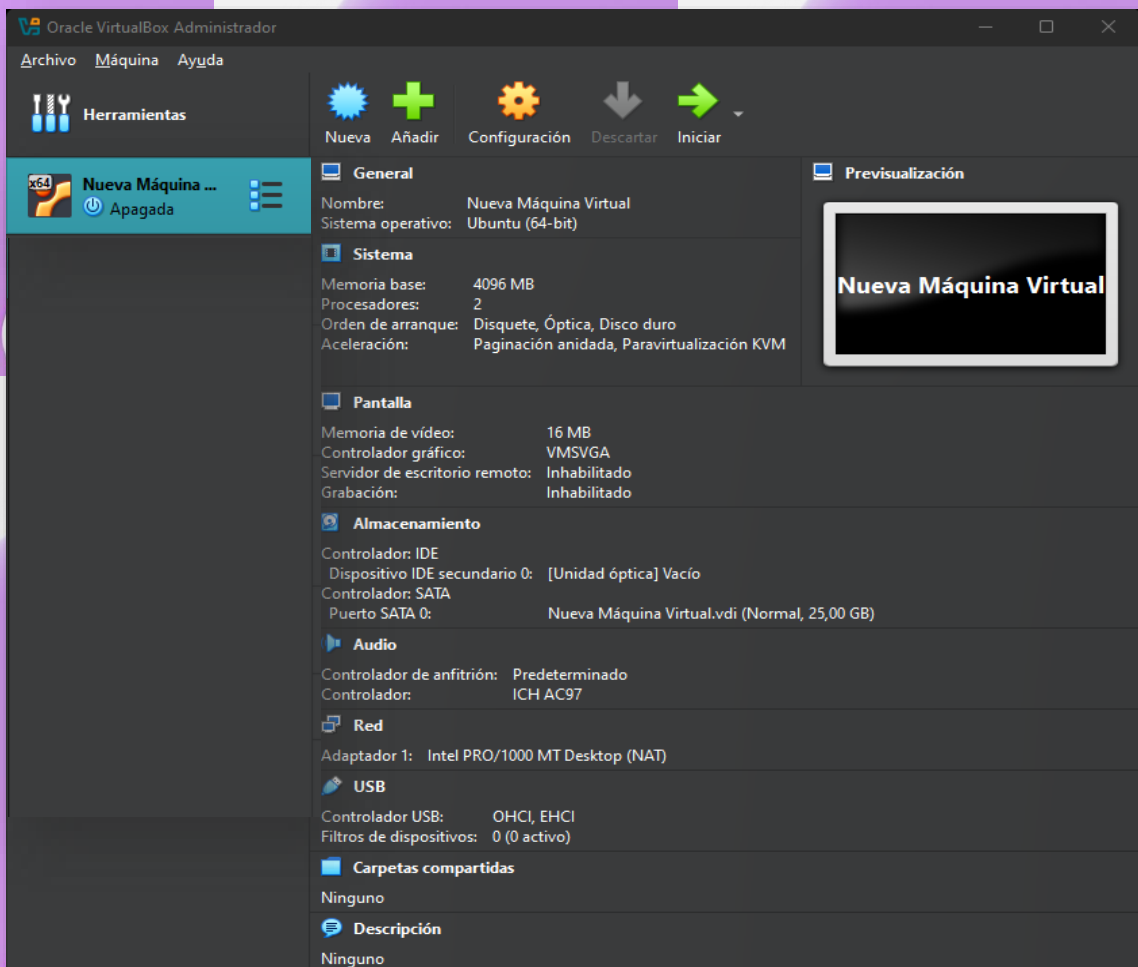 Oracle VirtualBox Administrador
Archivo Máquina Ayuda
Herramientas
Nueva Añadir Configuración Descartar Iniciar
x64
Nueva Máquina ...
Apagada
General
Nombre: Nueva Máquina Virtual
Sistema operativo: Ubuntu (64-bit)
Previsualización
Nueva Máquina Virtual
Sistema
Memoria base: 4096 MB
Procesadores: 2
Orden de arranque: Disquete, Óptica, Disco duro
Aceleración: Paginación anidada, Paravirtualización KVM
Pantalla
Memoria de vídeo: 16 MB
Controlador gráfico: VMSVGA
Servidor de escritorio remoto: Inhabilitado
Grabación: Inhabilitado
Almacenamiento
Controlador: IDE
Dispositivo IDE secundario 0: [Unidad óptica] Vacío
Controlador: SATA
Puerto SATA 0: Nueva Máquina Virtual.vdi (Normal, 25,00 GB)
Audio
Controlador de anfitrión: Predeterminado
Controlador: ICH AC97
Red
Adaptador 1: Intel PRO/1000 MT Desktop (NAT)
USB
Controlador USB: OHCI, EHCI
Filtros de dispositivos: 0 (0 activo)
Carpetas compartidas
Ninguno
Descripción
Ninguno